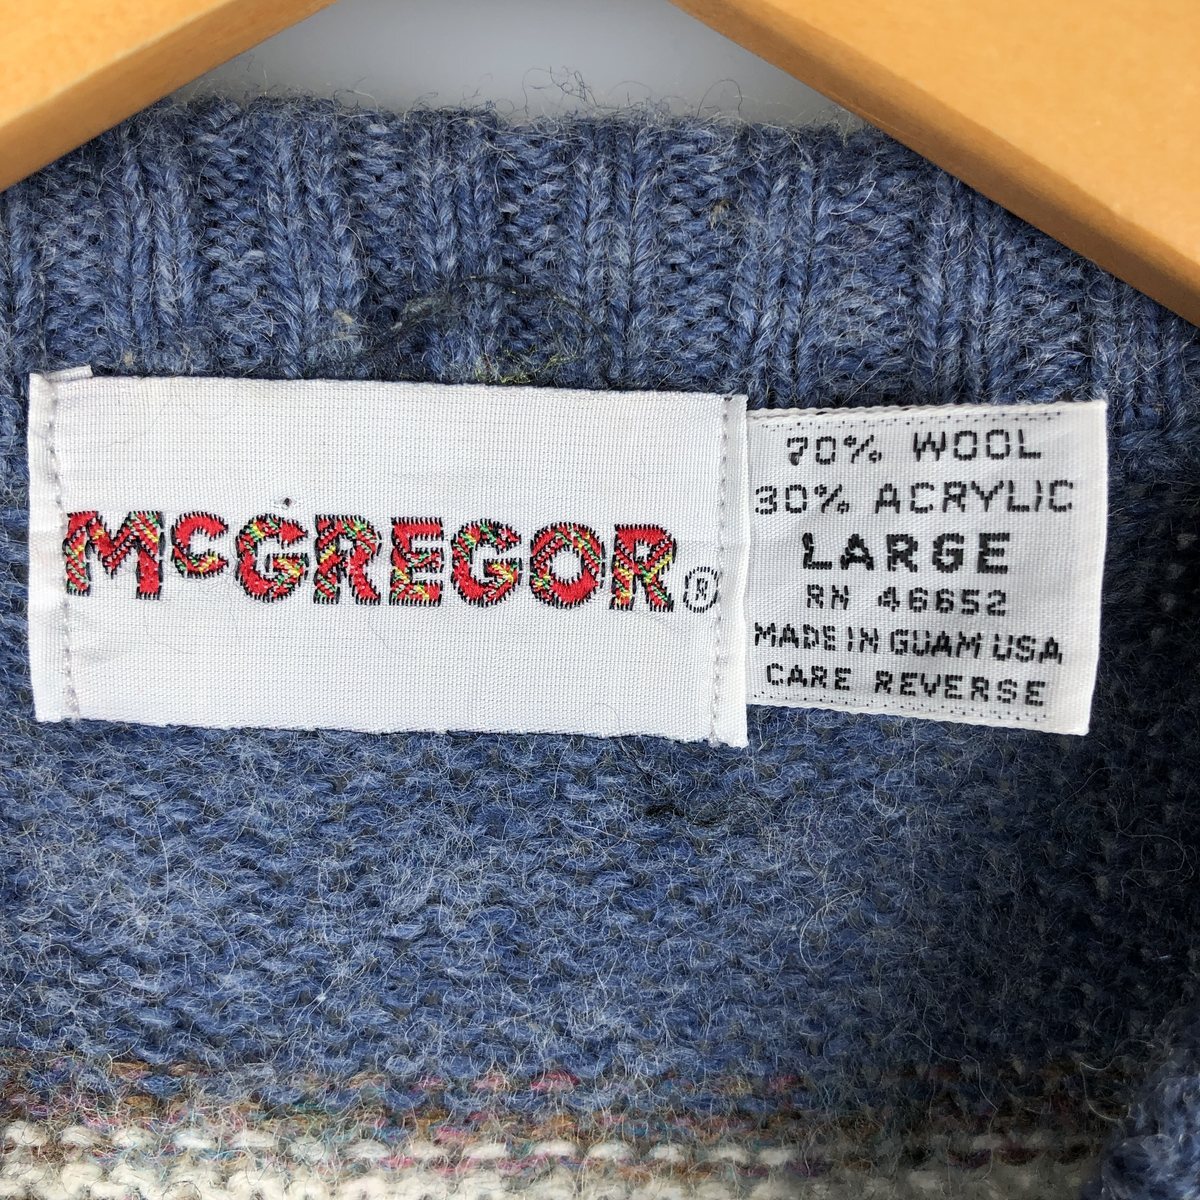 McGREGOR®
70% WOOL
30% ACRYLIC
LARGE
RN 46652
MADE IN GUAM USA
CARE REVERSE